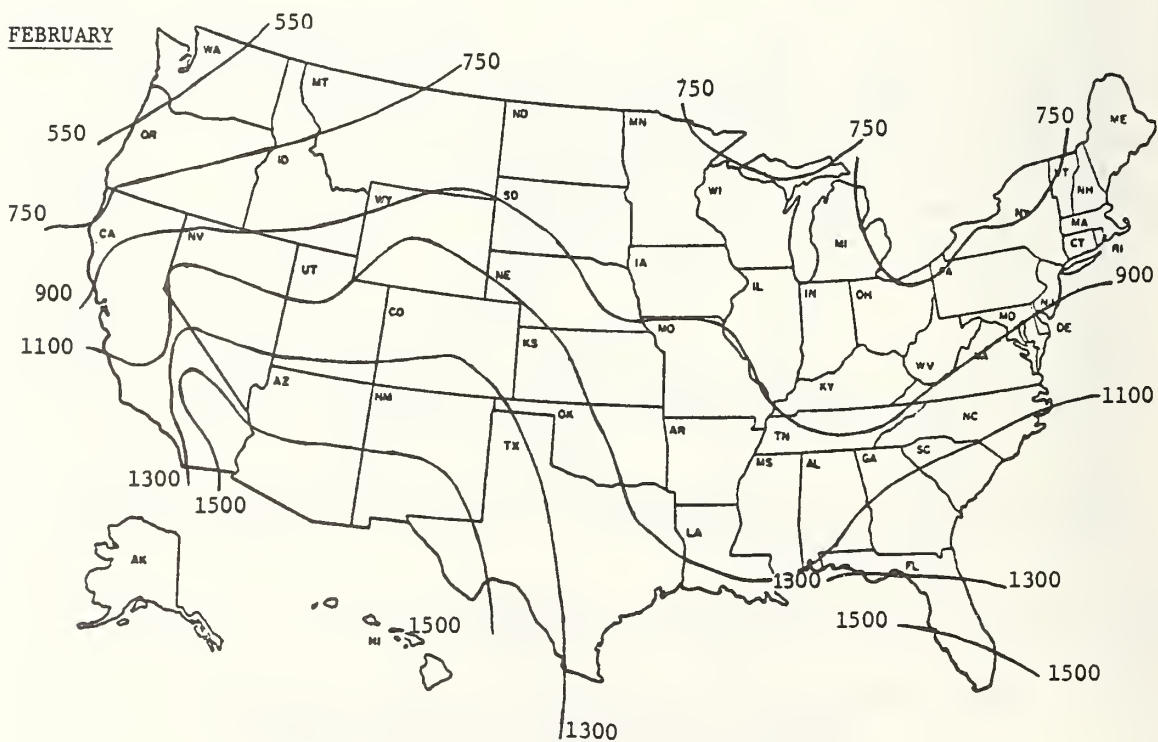 FEBRUARY
550
WA
750
MT
550
OR
ID
ND
MN
750
750
750
ME
VT
NH
WI
SD
WY
NY
MA
750
CA
NV
MI
CT
RI
UT
IA
PA
900
NE
IL
IN
OH
NJ
900
CO
MO
MD
DE
1100
KS
WV
VA
AZ
NM
KY
1100
OK
AR
TN
NC
TX
MS
AL
GA
SC
1300
1500
LA
AK
1300
FL
1300
HI
1500
1500
1500
1300